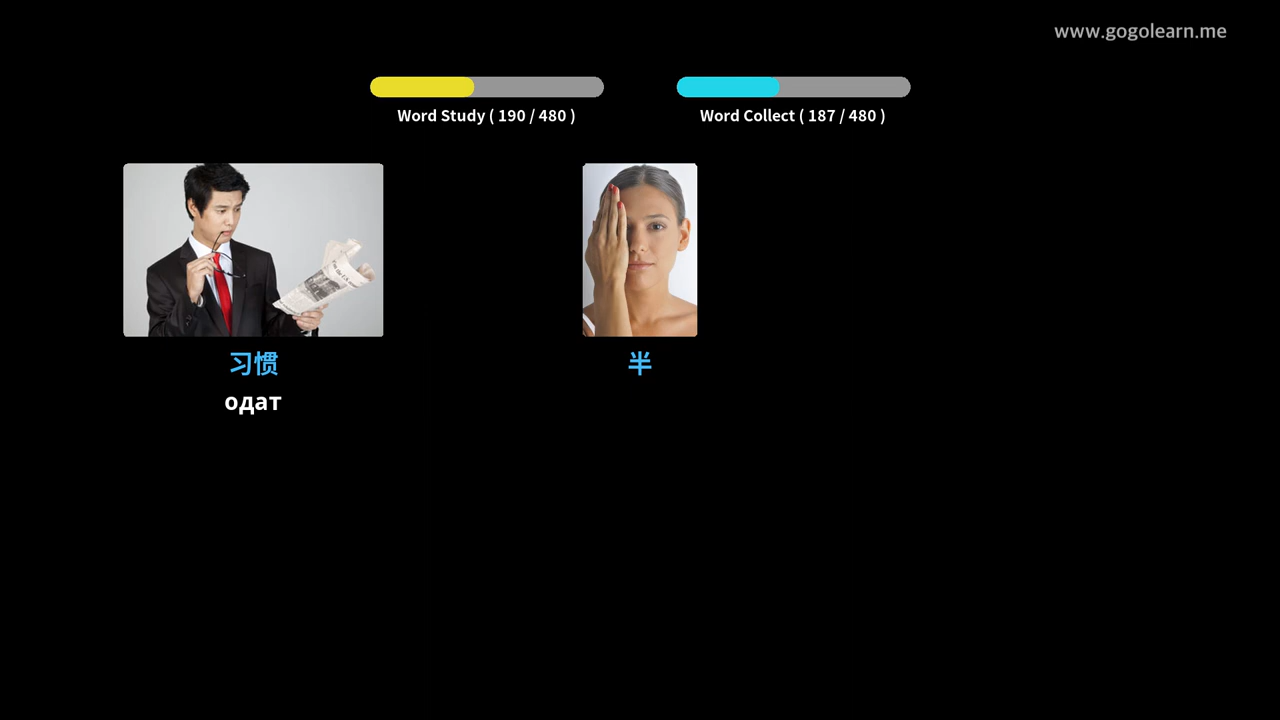 www.gogolearn.me
Word Study ( 190 / 480 )
Word Collect ( 187 / 480 )
习惯
одат
半